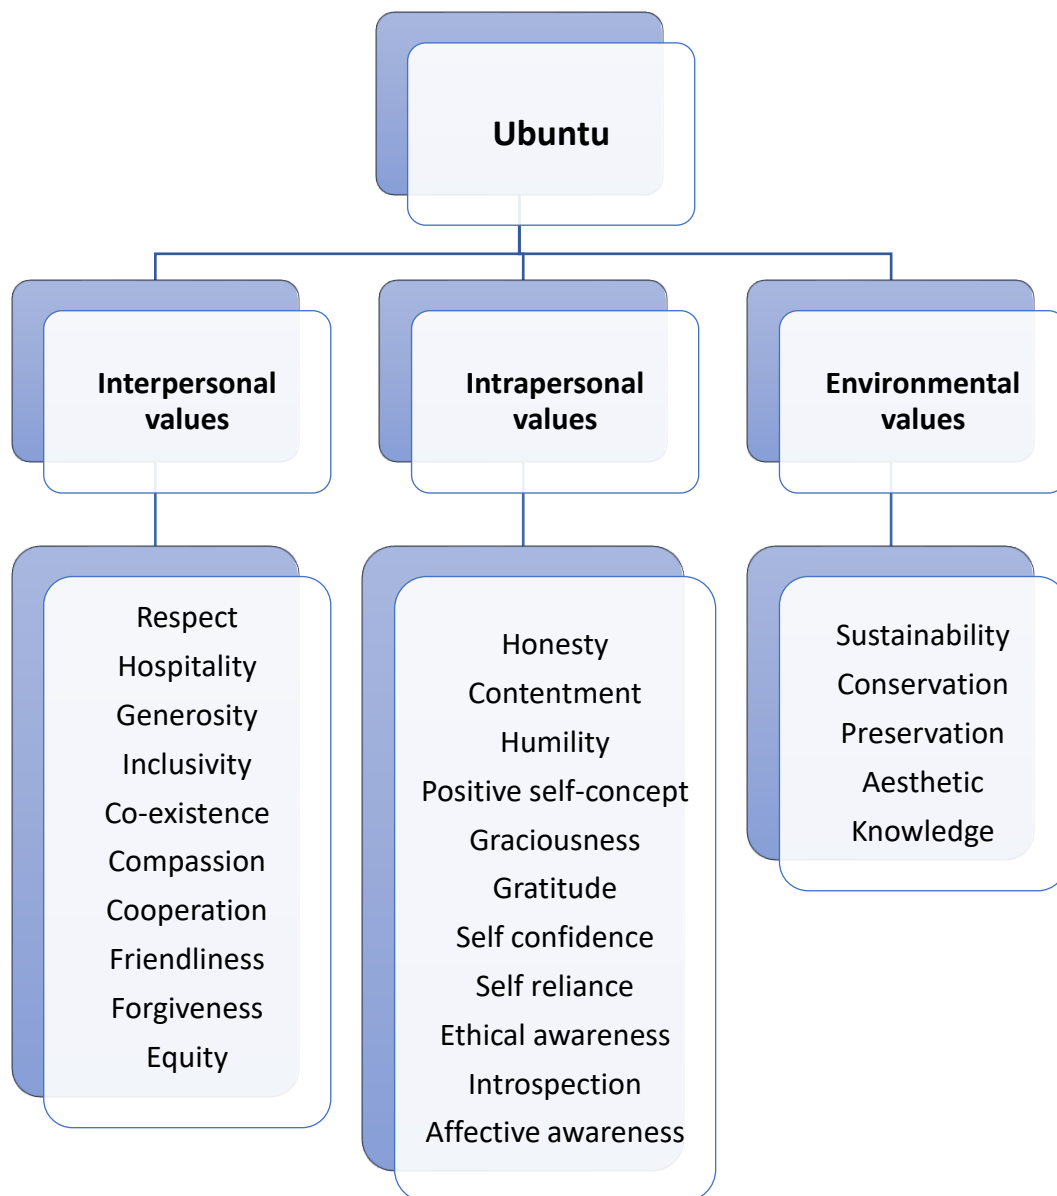 Ubuntu
Interpersonal
values
Intrapersonal
values
Environmental
values
Respect
Hospitality
Generosity
Inclusivity
Co-existence
Compassion
Cooperation
Friendliness
Forgiveness
Equity
Honesty
Contentment
Humility
Positive self-concept
Graciousness
Gratitude
Self confidence
Self reliance
Ethical awareness
Introspection
Affective awareness
Sustainability
Conservation
Preservation
Aesthetic
Knowledge